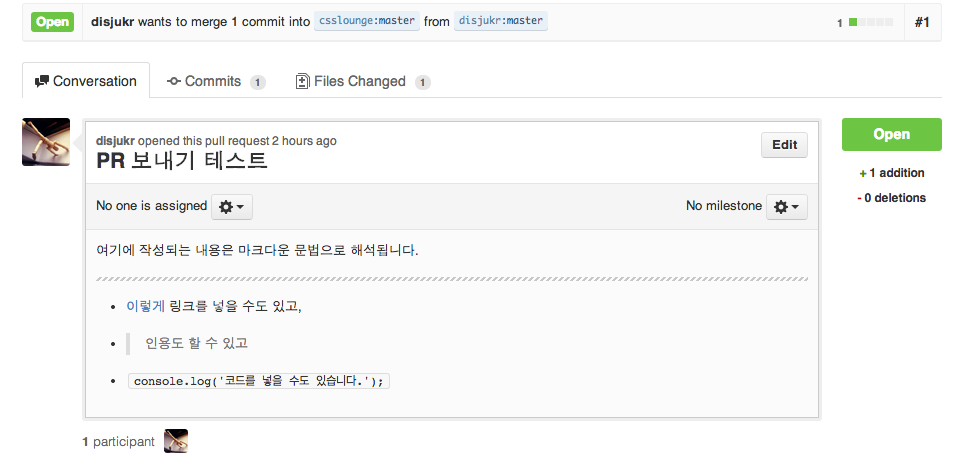 Open disjukr wants to merge 1 commit into csslounge:master from disjukr:master 1 #1
Conversation Commits 1 Files Changed 1
disjukr opened this pull request 2 hours ago
PR 보내기 테스트
Edit
Open
+ 1 addition
- 0 deletions
No one is assigned No milestone
여기에 작성되는 내용은 마크다운 문법으로 해석됩니다.
• 이렇게 링크를 넣을 수도 있고,
• 인용도 할 수 있고
• console.log('코드를 넣을 수도 있습니다.');
1 participant